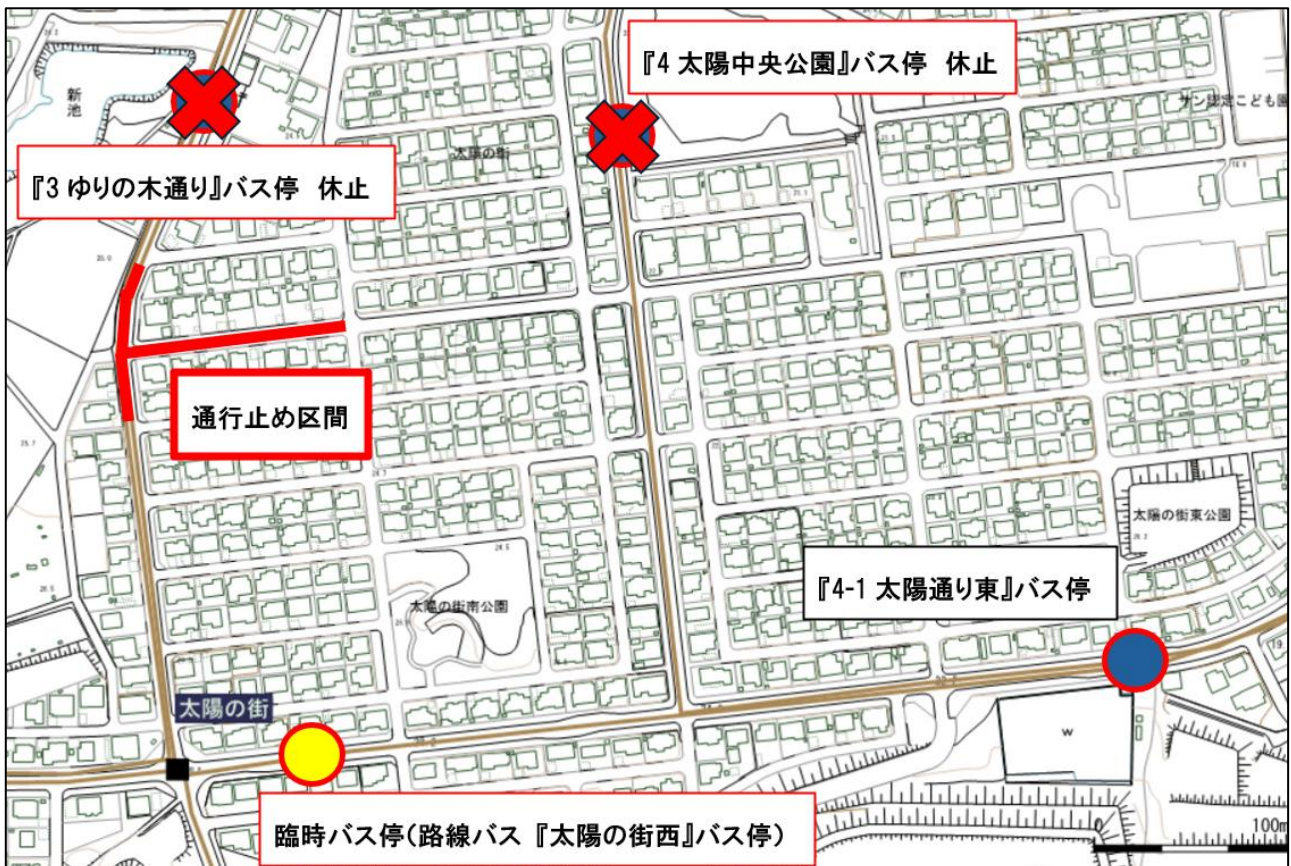 『4 太陽中央公園』バス停 休止
新池
サン認定こども園
太陽の街
『3 ゆりの木通り』バス停 休止
通行止め区間
太陽の街東公園
『4-1 太陽通り東』バス停
太陽の街南公園
太陽の街
W
臨時バス停(路線バス 『太陽の街西』バス停)
0
100m